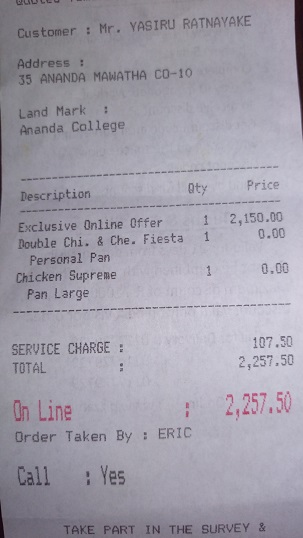 Customer : Mr. YASIRU RATNAYAKE
Address :
35 ANANDA MAWATHA CO-10
Land Mark :
Ananda College
Description Qty Price
Exclusive Online Offer 1 2,150.00
Double Chi. & Che. Fiesta 1 0.00
Personal Pan
Chicken Supreme 1 0.00
Pan Large
SERVICE CHARGE : 107.50
TOTAL : 2,257.50
On Line : 2,257.50
Order Taken By : ERIC
Call : Yes
TAKE PART IN THE SURVEY &